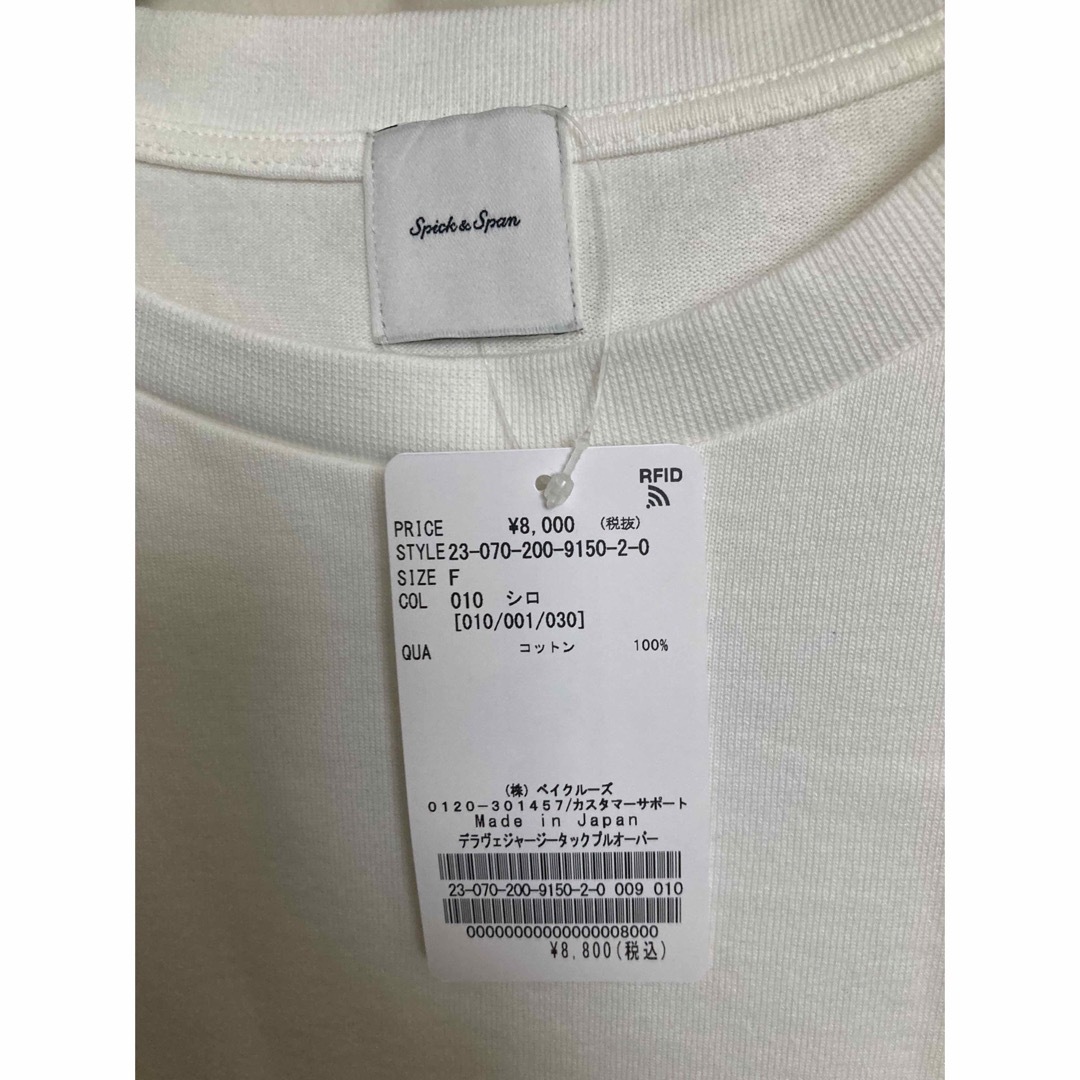 Spick & Span
RFID
PRICE ¥8,000 (税抜)
STYLE 23-070-200-9150-2-0
SIZE F
COL 010 シロ
[010/001/030]
QUA コットン 100%
(株) ベイクルーズ
0120-301457/カスタマーサポート
Made in Japan
デラヴェジャージータックプルオーバー
23-070-200-9150-2-0 009 010
00000000000000008000
¥8,800(税込)